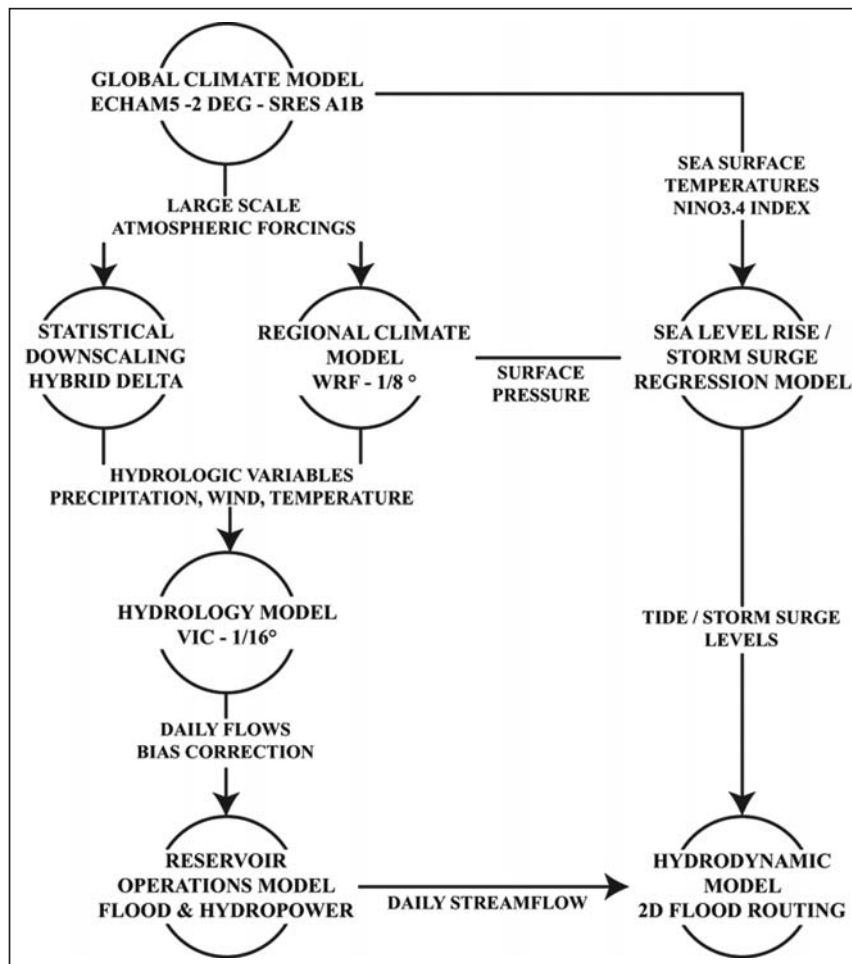 GLOBAL CLIMATE MODEL
ECHAM5 -2 DEG - SRES A1B
SEA SURFACE
TEMPERATURES
NINO3.4 INDEX
LARGE SCALE
ATMOSPHERIC FORCINGS
STATISTICAL
DOWNSCALING
HYBRID DELTA
REGIONAL CLIMATE
MODEL
WRF - 1/8 °
SURFACE
PRESSURE
SEA LEVEL RISE /
STORM SURGE
REGRESSION MODEL
HYDROLOGIC VARIABLES
PRECIPITATION, WIND, TEMPERATURE
HYDROLOGY MODEL
VIC - 1/16°
TIDE / STORM SURGE
LEVELS
DAILY FLOWS
BIAS CORRECTION
RESERVOIR
OPERATIONS MODEL
FLOOD & HYDROPOWER
DAILY STREAMFLOW
HYDRODYNAMIC
MODEL
2D FLOOD ROUTING